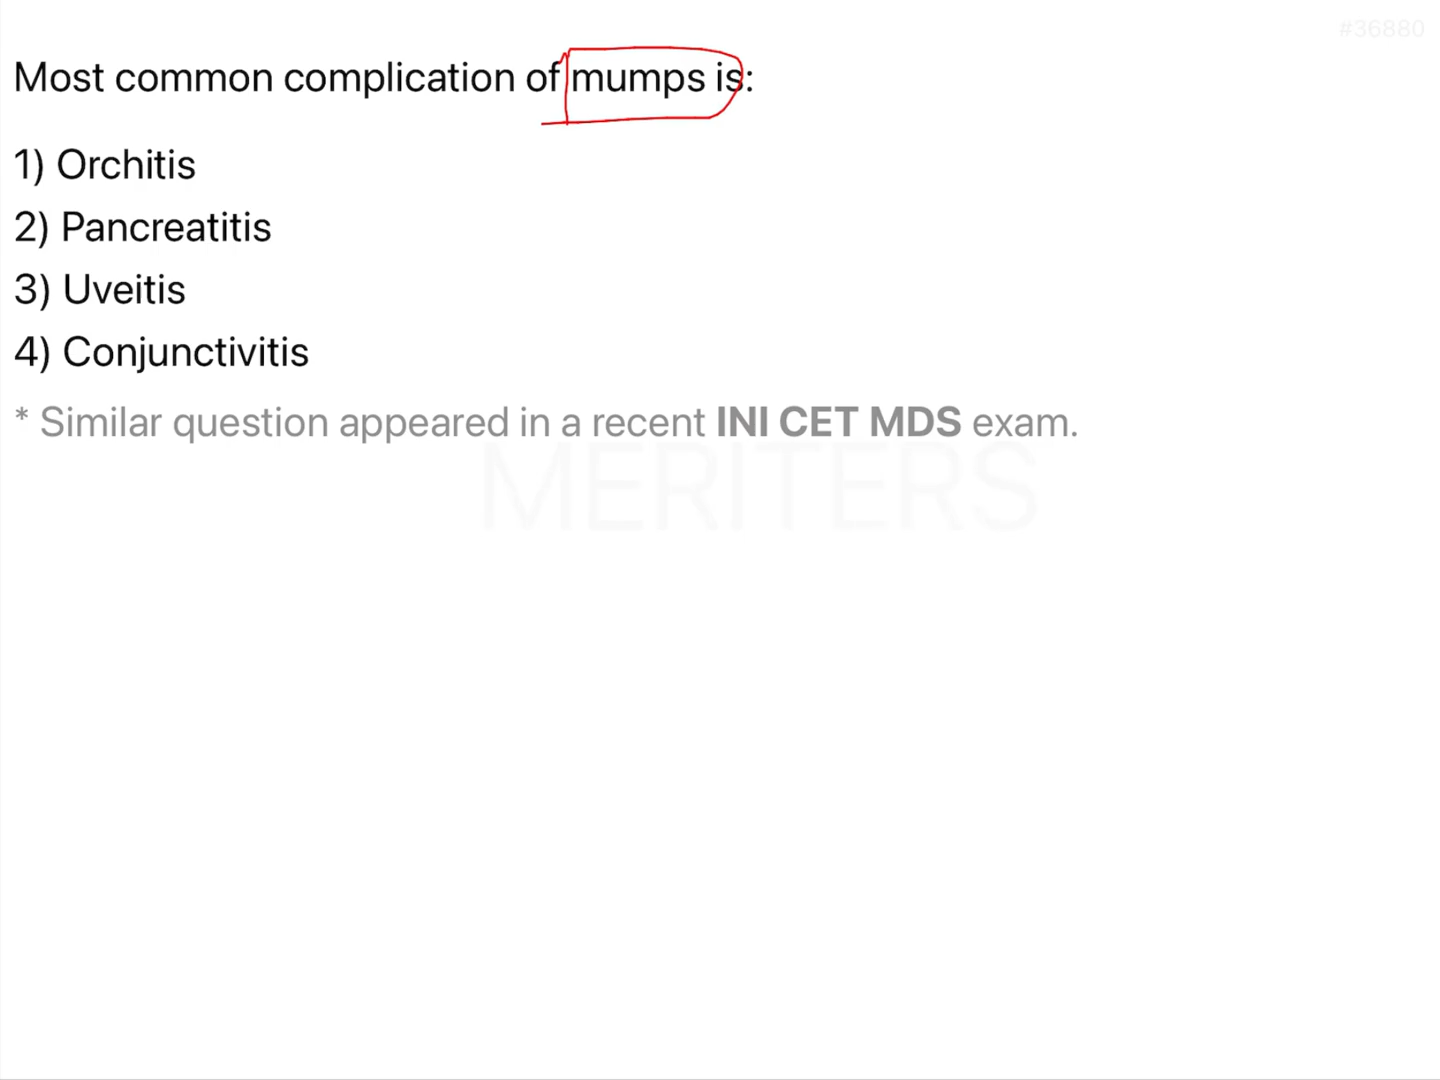 #36880
Most common complication of mumps is:
1) Orchitis
2) Pancreatitis
3) Uveitis
4) Conjunctivitis
* Similar question appeared in a recent INI CET MDS exam.
MERITERS